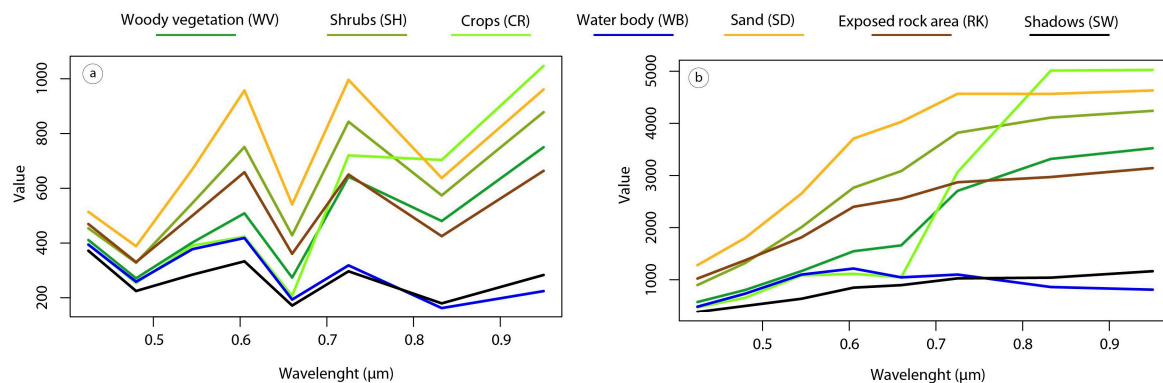 Woody vegetation (WV) Shrubs (SH) Crops (CR) Water body (WB) Sand (SD) Exposed rock area (RK) Shadows (SW)
a
1000
800
600
400
200
Value
0.5 0.6 0.7 0.8 0.9
Wavelenght (µm)
b
5000
4000
3000
2000
1000
Value
0.5 0.6 0.7 0.8 0.9
Wavelenght (µm)